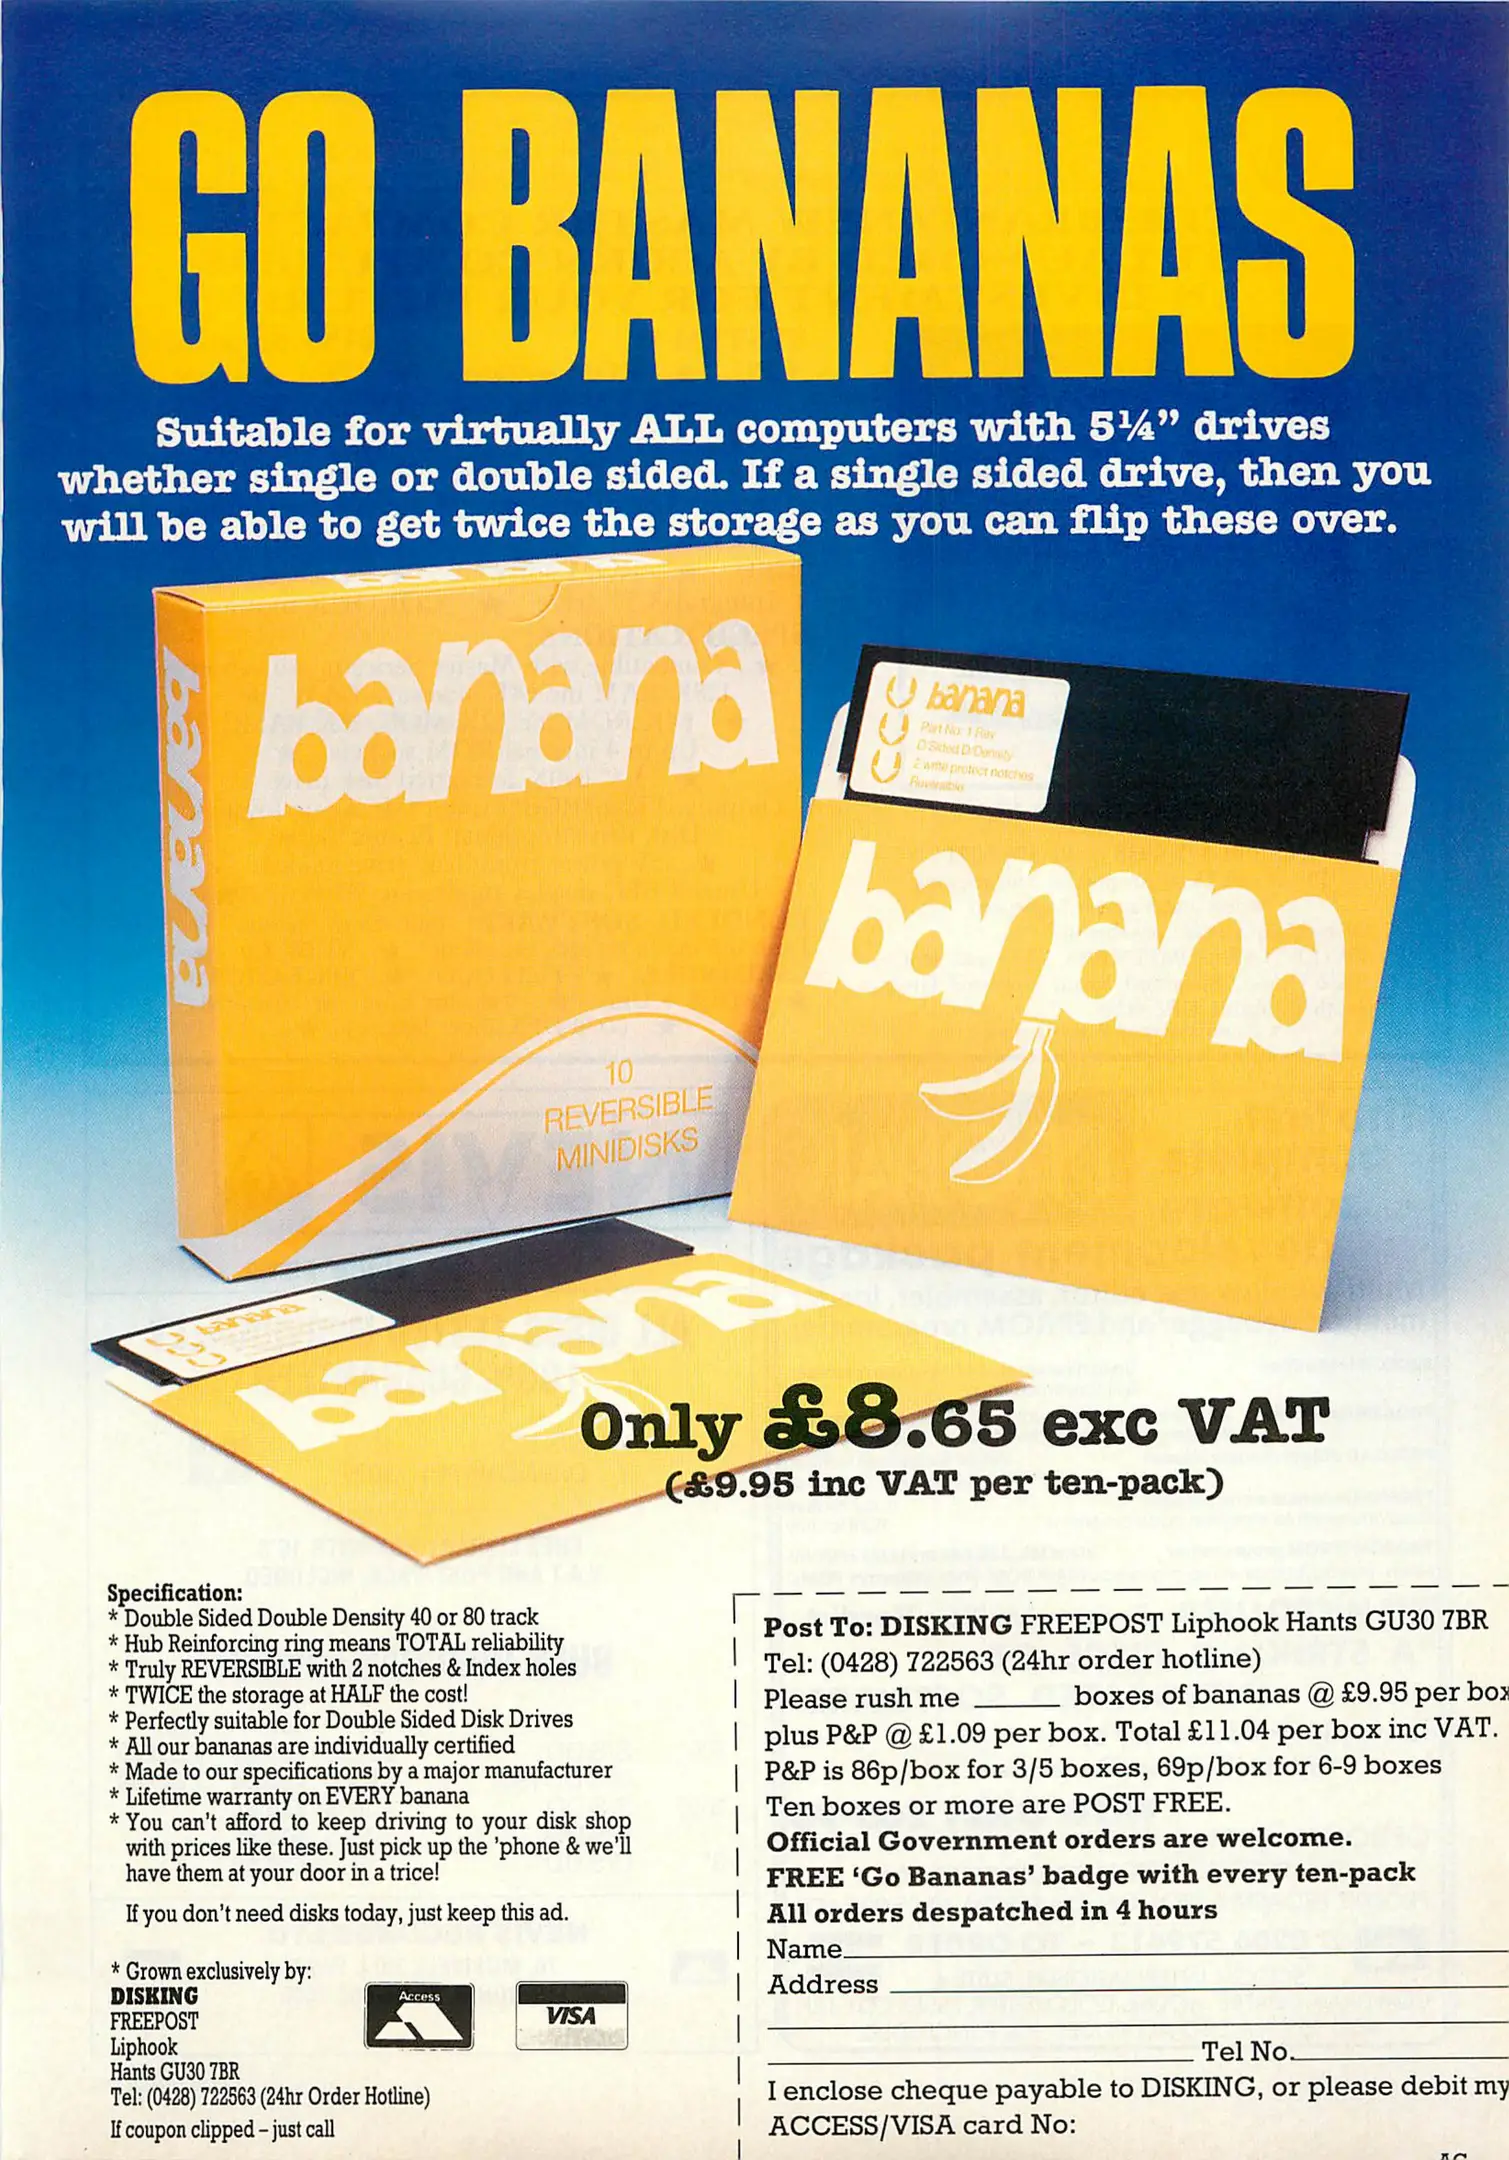 GO BANANAS
Suitable for virtually ALL computers with 5¼” drives
whether single or double sided. If a single sided drive, then you
will be able to get twice the storage as you can flip these over.
banana
banana
banana
10
REVERSIBLE
MINIDISKS
banana
Part No: 1 Rev
D Sided D/Density
2 write protect notches
Reversible
banana
banana
banana
Only £8.65 exc VAT
(£9.95 inc VAT per ten-pack)
Specification:
* Double Sided Double Density 40 or 80 track
* Hub Reinforcing ring means TOTAL reliability
* Truly REVERSIBLE with 2 notches & Index holes
* TWICE the storage at HALF the cost!
* Perfectly suitable for Double Sided Disk Drives
* All our bananas are individually certified
* Made to our specifications by a major manufacturer
* Lifetime warranty on EVERY banana
* You can't afford to keep driving to your disk shop
with prices like these. Just pick up the 'phone & we'll
have them at your door in a trice!
If you don't need disks today, just keep this ad.
* Grown exclusively by:
DISKING
FREEPOST
Liphook
Hants GU30 7BR
Tel: (0428) 722563 (24hr Order Hotline)
If coupon clipped – just call
Access
VISA
Post To: DISKING FREEPOST Liphook Hants GU30 7BR
Tel: (0428) 722563 (24hr order hotline)
Please rush me ______ boxes of bananas @ £9.95 per box
plus P&P @ £1.09 per box. Total £11.04 per box inc VAT.
P&P is 86p/box for 3/5 boxes, 69p/box for 6-9 boxes
Ten boxes or more are POST FREE.
Official Government orders are welcome.
FREE ‘Go Bananas’ badge with every ten-pack
All orders despatched in 4 hours
Name
Address
Tel No.
I enclose cheque payable to DISKING, or please debit my
ACCESS/VISA card No: